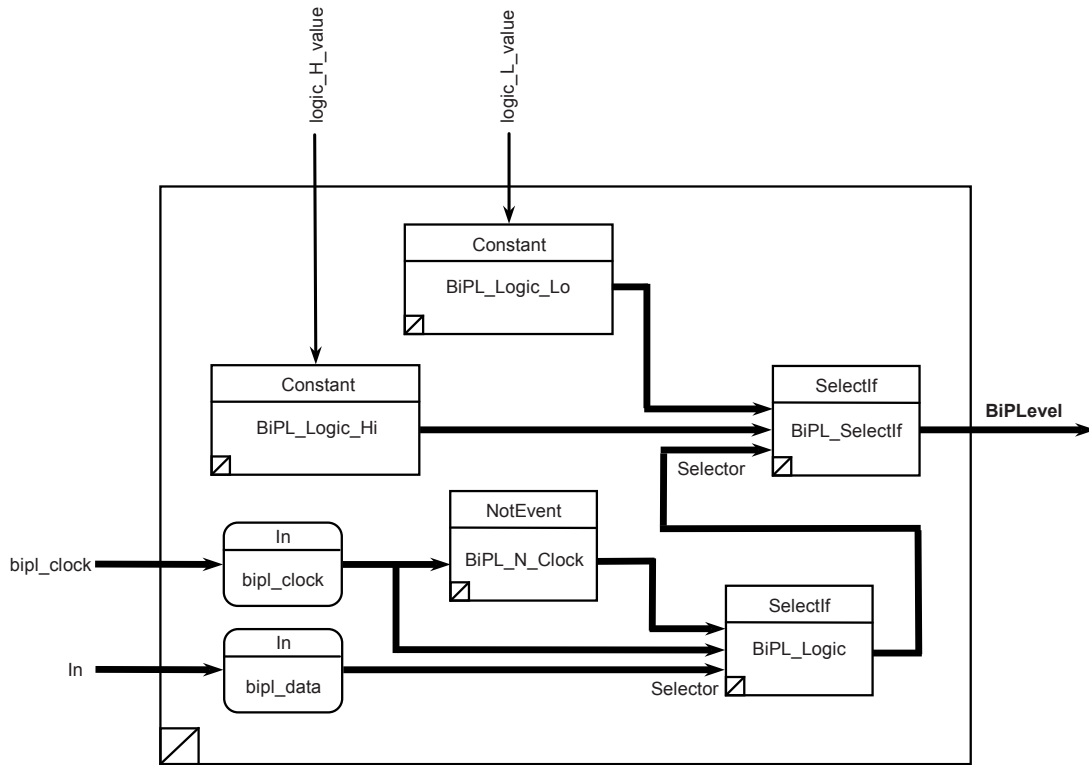 logic_H_value
logic_L_value
Constant
BiPL_Logic_Lo
Constant
BiPL_Logic_Hi
SelectIf
BiPL_SelectIf
Selector
BiPLevel
NotEvent
BiPL_N_Clock
bipl_clock
In
bipl_clock
SelectIf
BiPL_Logic
Selector
In
In
bipl_data